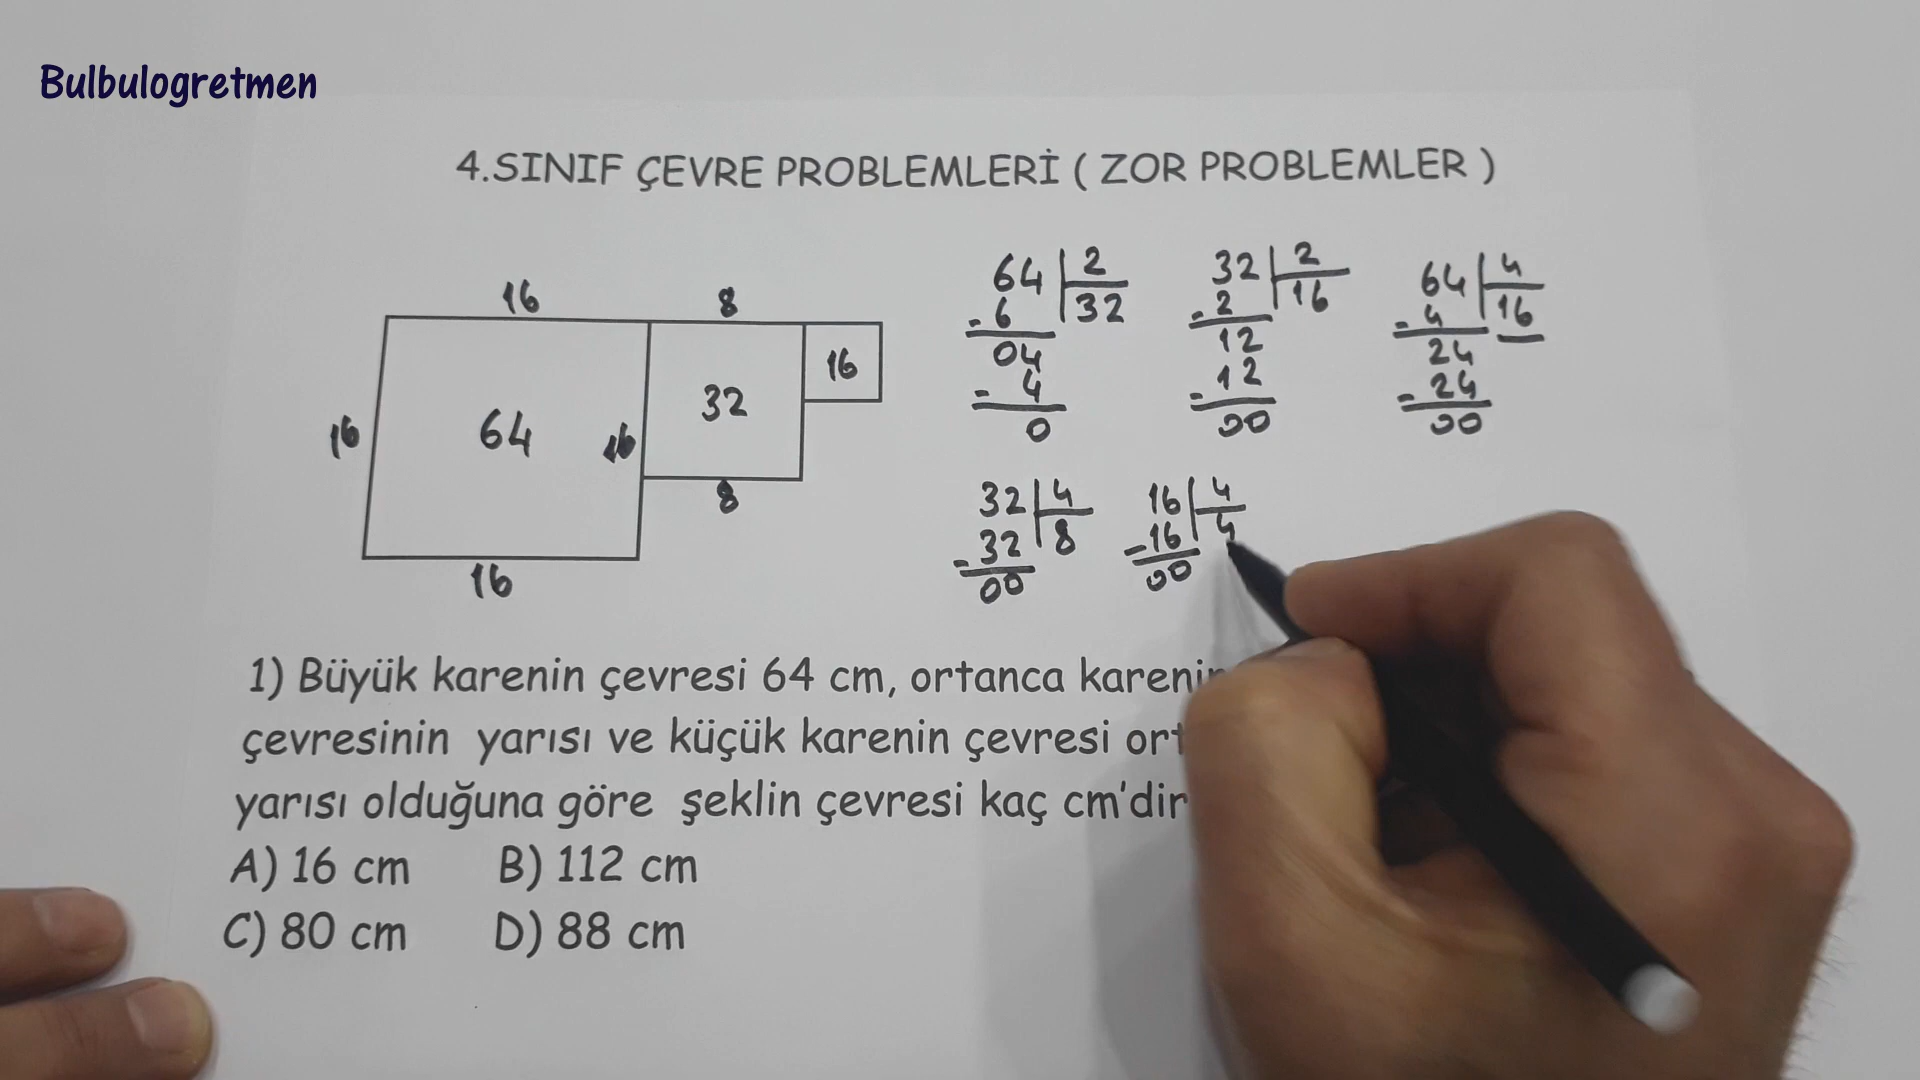 Bulbulogretmen
4.SINIF ÇEVRE PROBLEMLERİ ( ZOR PROBLEMLER )
16 8
16 64 16 32 16
8
16
64 2
- 6 32
04
- 4
0
32 2
- 2 16
12
- 12
00
64 4
- 4 16
24
- 24
00
32 4
- 32 8
00
16 4
- 16 4
00
1) Büyük karenin çevresi 64 cm, ortanca
çevresinin yarısı ve küçük karenin çevresi
yarısı olduğuna göre şeklin çevresi kaç cm'dir
A) 16 cm B) 112 cm
C) 80 cm D) 88 cm